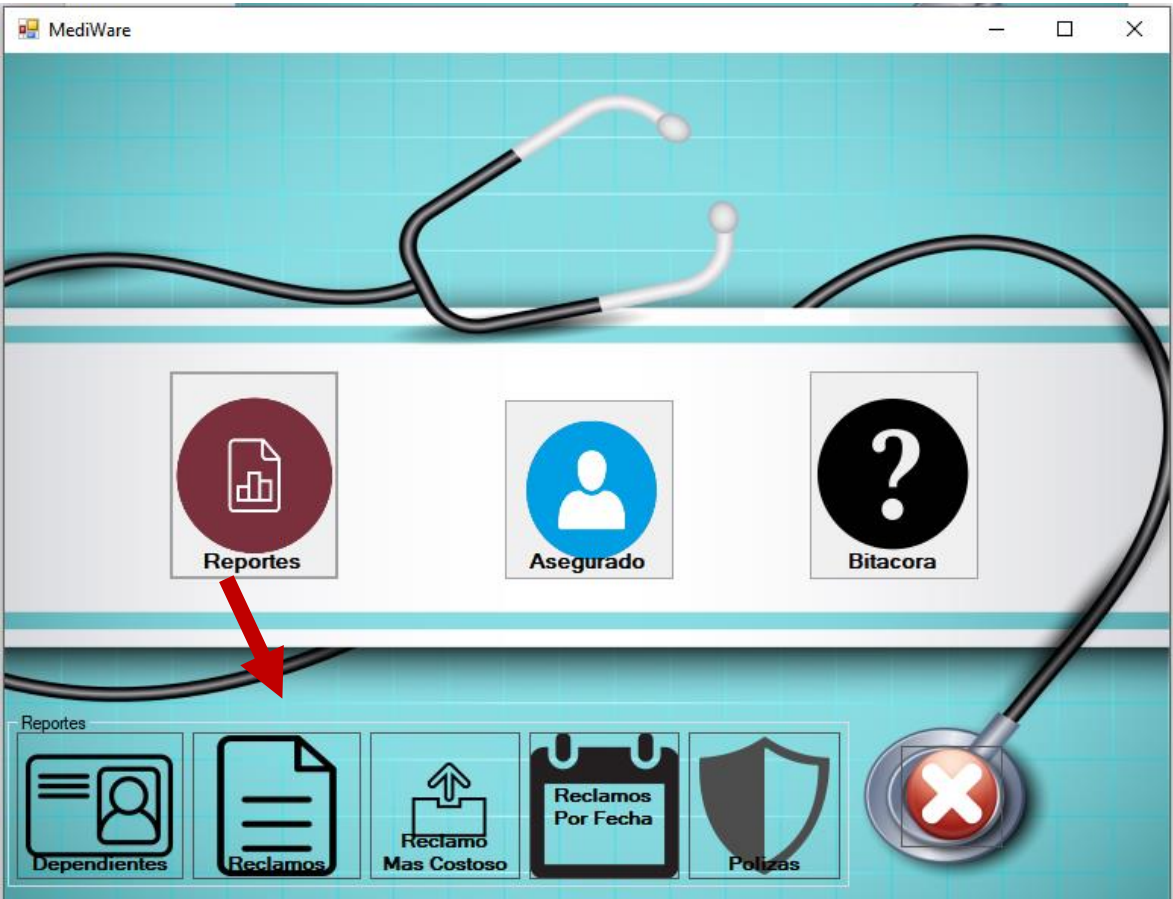 MediWare
Reportes
Asegurado
Bitacora
Reportes
Dependientes
Reclamos
Reclamo
Mas Costoso
Reclamos
Por Fecha
Polizas